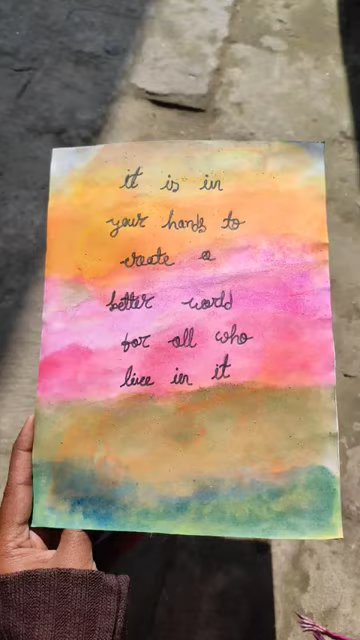 it is in
your hands to
create a
better world
for all who
live in it